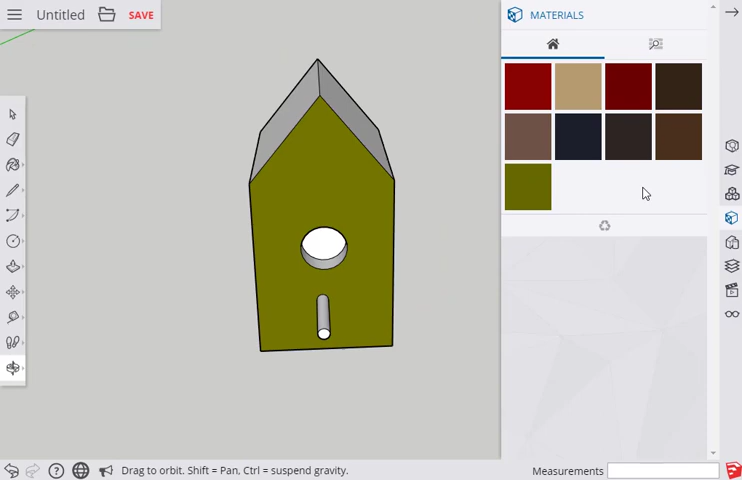 Untitled
SAVE
MATERIALS
Drag to orbit. Shift = Pan, Ctrl = suspend gravity.
Measurements